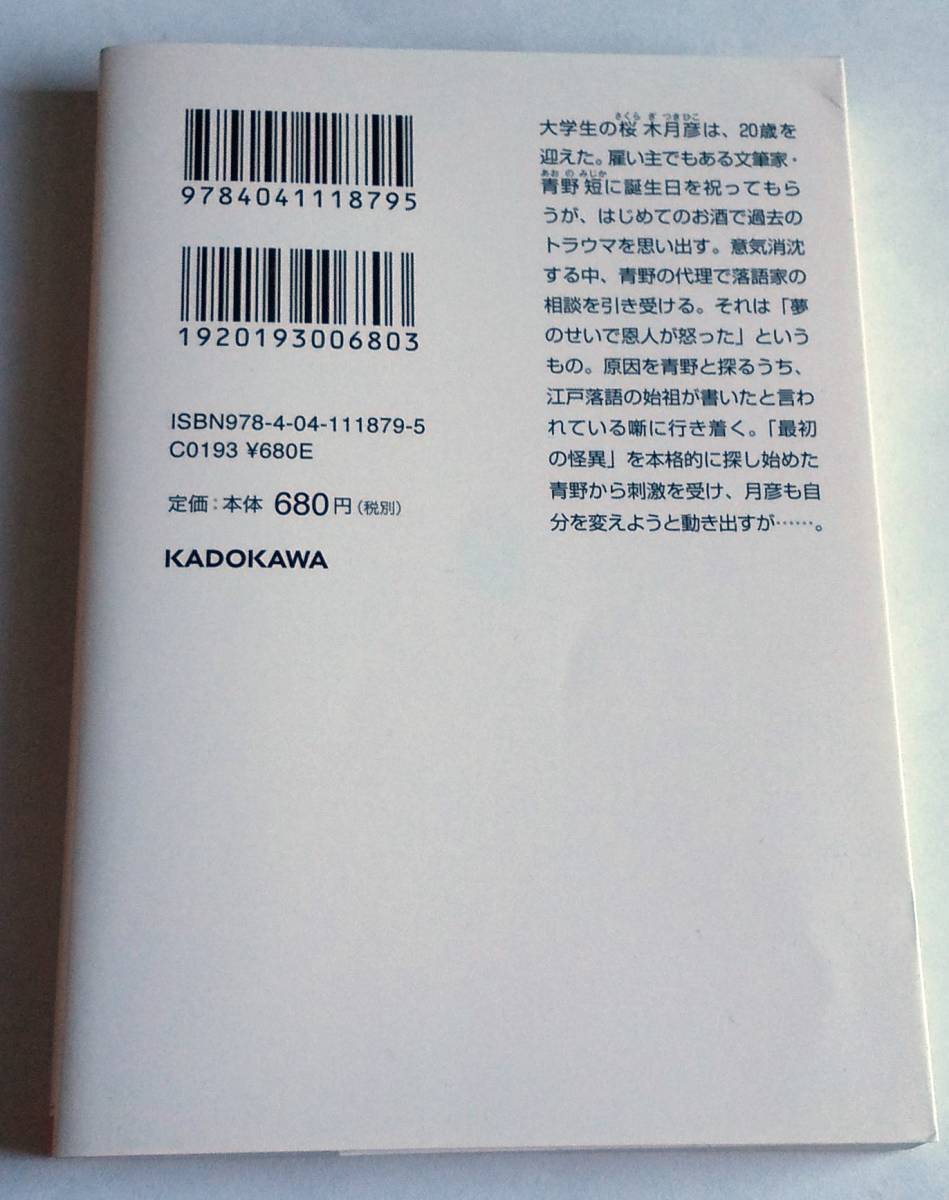 9784041118795
1920193006803
ISBN978-4-04-111879-5
C0193 ¥680E
定価：本体 680円（税別）
KADOKAWA
さくら ぎ つきひこ
大学生の桜木月彦は、20歳を
迎えた。雇い主でもある文筆家・
あお の みじか
青野 短に誕生日を祝ってもら
うが、はじめてのお酒で過去の
トラウマを思い出す。意気消沈
する中、青野の代理で落語家の
相談を引き受ける。それは「夢
のせいで恩人が怒った」という
もの。原因を青野と探るうち、
江戸落語の始祖が書いたと言わ
れている噺に行き着く。「最初
の怪異」を本格的に探し始めた
青野から刺激を受け、月彦も自
分を変えようと動き出すが……。